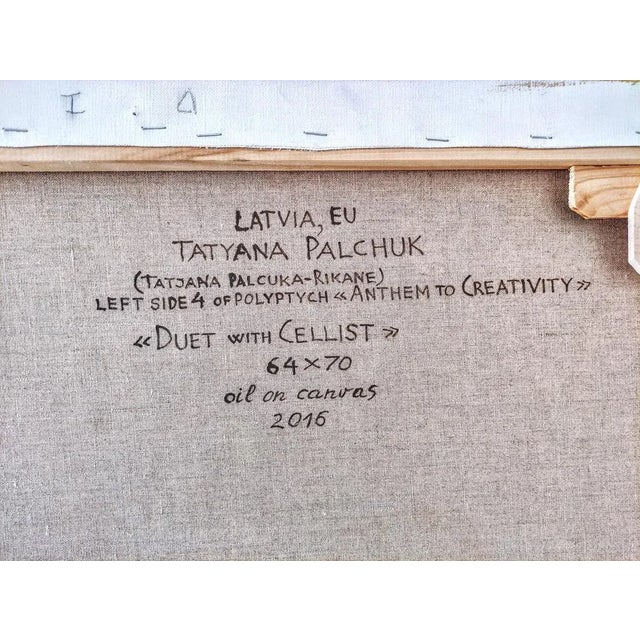 I . Δ
LATVIA, EU
TATYANA PALCHUK
(TATJANA PALCUKA-RIKANE)
LEFT SIDE 4 OF POLYPTYCH «ANTHEM TO CREATIVITY»
«DUET WITH CELLIST»
64×70
oil on canvas
2016